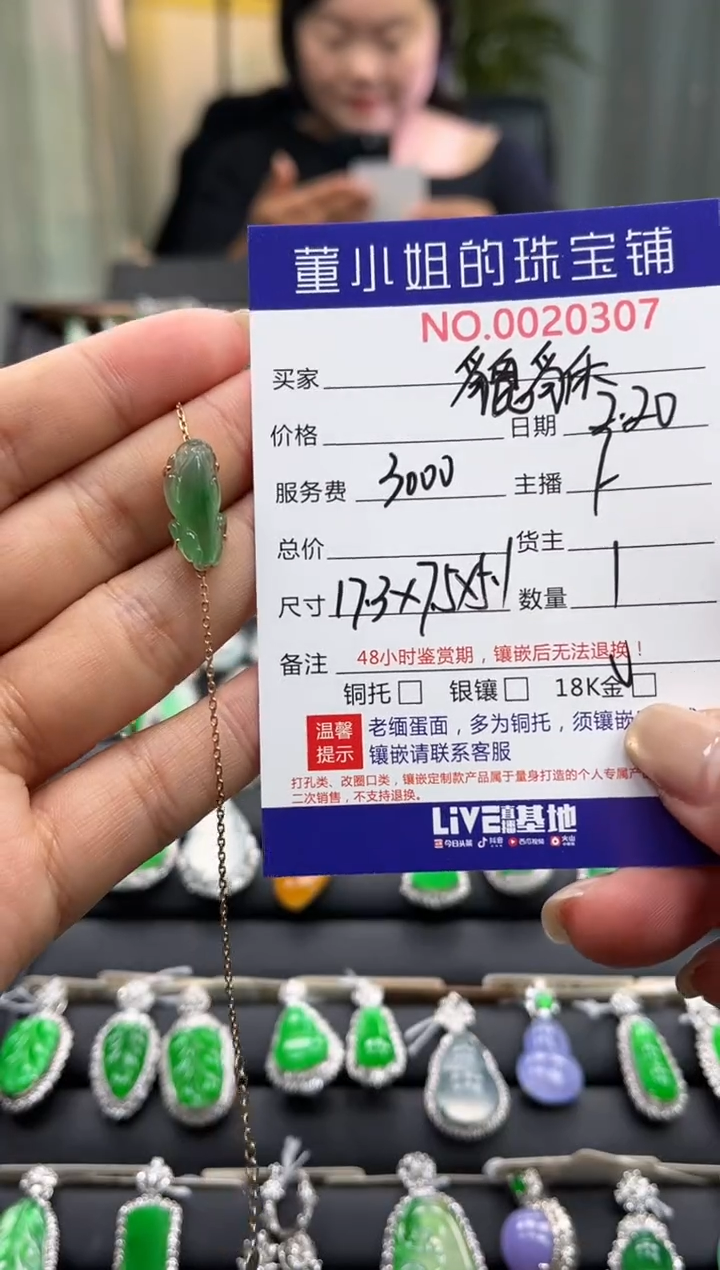 董小姐的珠宝铺
NO.0020307
买家
价格 日期 2.20
服务费 3000 主播
总价 货主
尺寸 17.3×7.5×5.1 数量 1
备注 48小时鉴赏期，镶嵌后无法退换！
铜托□ 银镶□ 18K金□
温馨提示 老缅蛋面，多为铜托，须镶嵌
镶嵌请联系客服
打孔类、改圈口类，镶嵌定制款产品属于量身打造的个人专属产
二次销售，不支持退换。
LiVE直播基地
今日头条 抖音 西瓜视频 火山